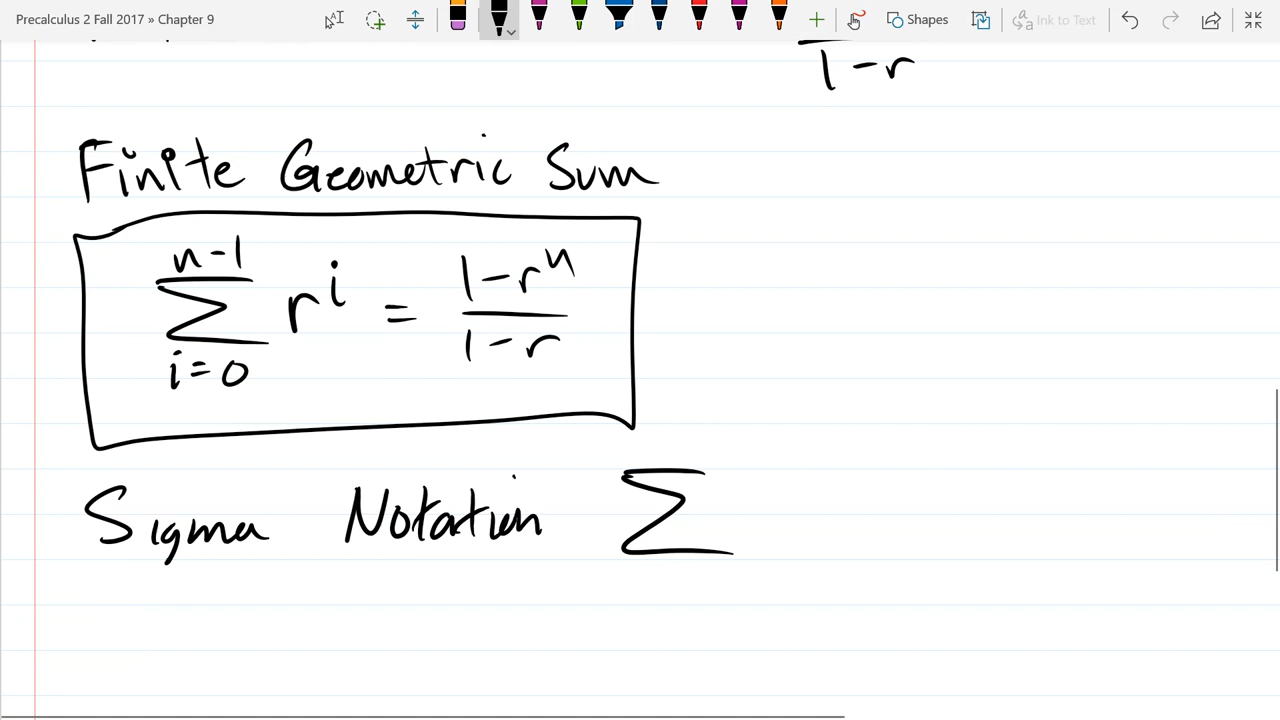 Precalculus 2 Fall 2017 » Chapter 9
Shapes
Ink to Text
1-r
Finite Geometric Sum
n-1
∑ r^i = (1-r^n)/(1-r)
i=0
Sigma Notation ∑